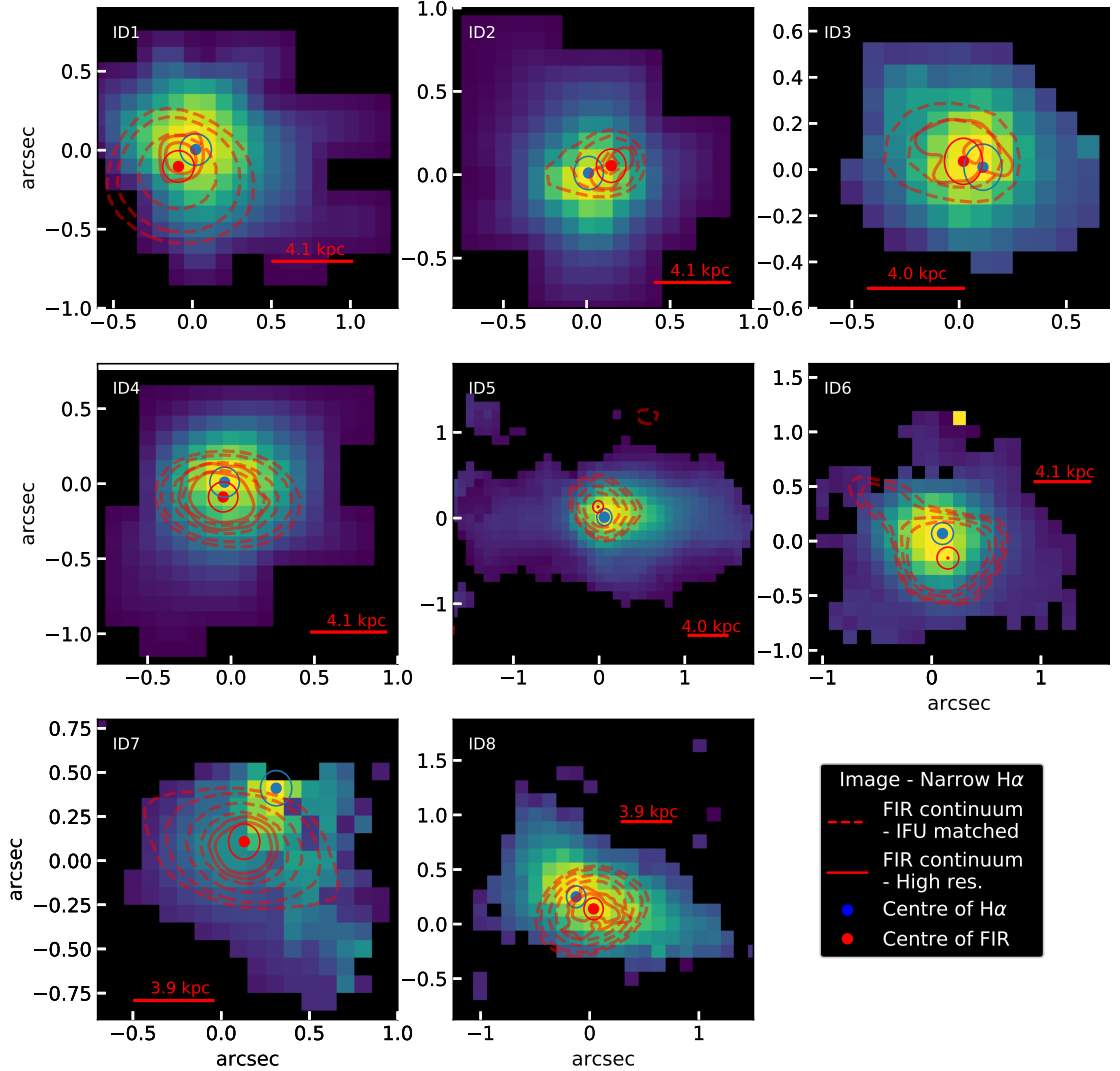 ID1
0.5
0.0
−0.5
−1.0
arcsec
4.1 kpc
−0.5
0.0
0.5
1.0
ID2
1.0
0.5
0.0
−0.5
4.1 kpc
−0.5
0.0
0.5
ID3
0.6
0.4
0.2
0.0
−0.2
−0.4
−0.6
4.0 kpc
−0.5
0.0
0.5
ID4
0.5
0.0
−0.5
−1.0
4.1 kpc
−0.5
0.0
0.5
1.0
ID5
1
0
−1
4.0 kpc
−1
0
1
ID6
1.5
1.0
0.5
0.0
−0.5
−1.0
4.1 kpc
−1
0
1
arcsec
ID7
0.75
0.50
0.25
0.00
−0.25
−0.50
−0.75
arcsec
3.9 kpc
−0.5
0.0
0.5
1.0
arcsec
ID8
1.5
1.0
0.5
0.0
−0.5
3.9 kpc
−1
0
1
arcsec
Image - Narrow Hα
FIR continuum
- IFU matched
FIR continuum
- High res.
Centre of Hα
Centre of FIR